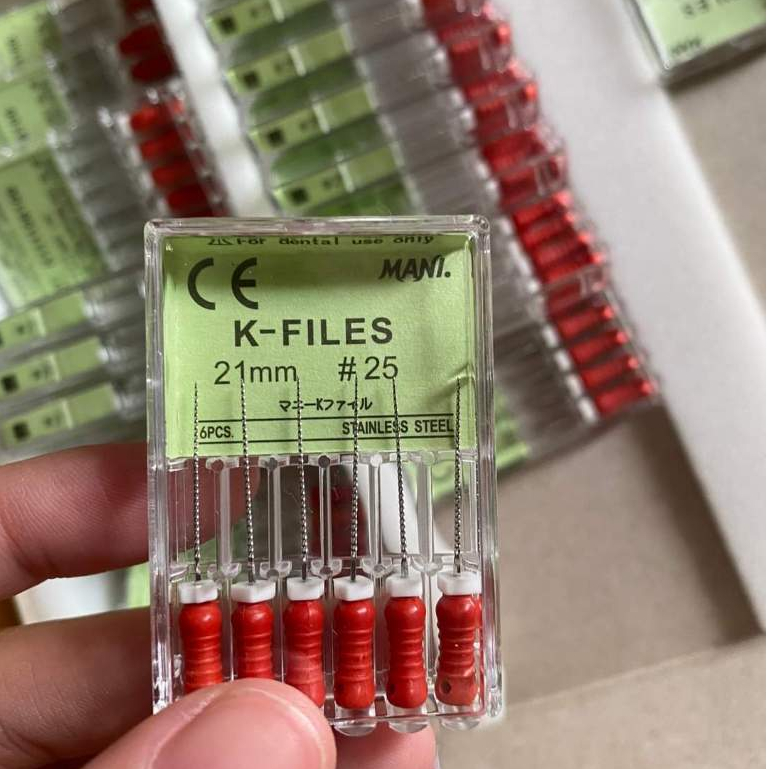 For dental use only
CE MANI.
K-FILES
21mm #25
マニーKファイル
6PCS. STAINLESS STEEL